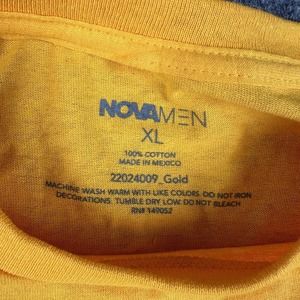 NOVAMEN
XL
100% COTTON
MADE IN MEXICO
22024009_Gold
MACHINE WASH WARM WITH LIKE COLORS. DO NOT IRON
DECORATIONS. TUMBLE DRY LOW. DO NOT BLEACH
RN# 149052